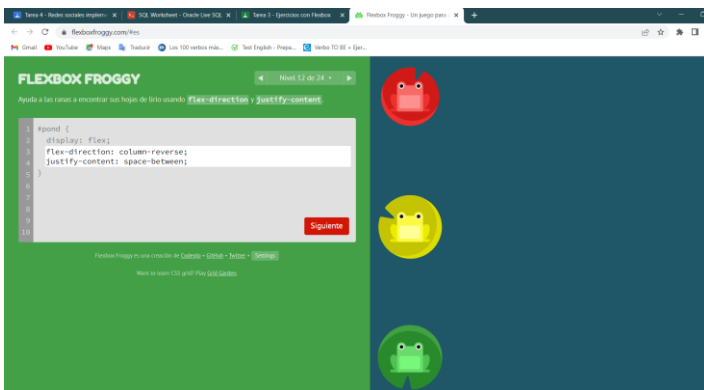 Tarea 4 - Redes sociales implem
SQL Worksheet - Oracle Live SQL
Tarea 3 - Ejercicios con Flexbox
Flexbox Froggy - Un juego para
flexboxfroggy.com/#es
Gmail YouTube Maps Traducir Los 100 verbos más... Test English - Prepa... Verbo TO BE + Ejer...
FLEXBOX FROGGY
Nivel 12 de 24
Ayuda a las ranas a encontrar sus hojas de lirio usando flex-direction y justify-content.
1 #pond {
2 display: flex;
3 flex-direction: column-reverse;
4 justify-content: space-between;
5 }
6
7
8
9
10
Siguiente
Flexbox Froggy es una creación de Codepip • GitHub • Twitter • Settings
Want to learn CSS grid? Play Grid Garden.